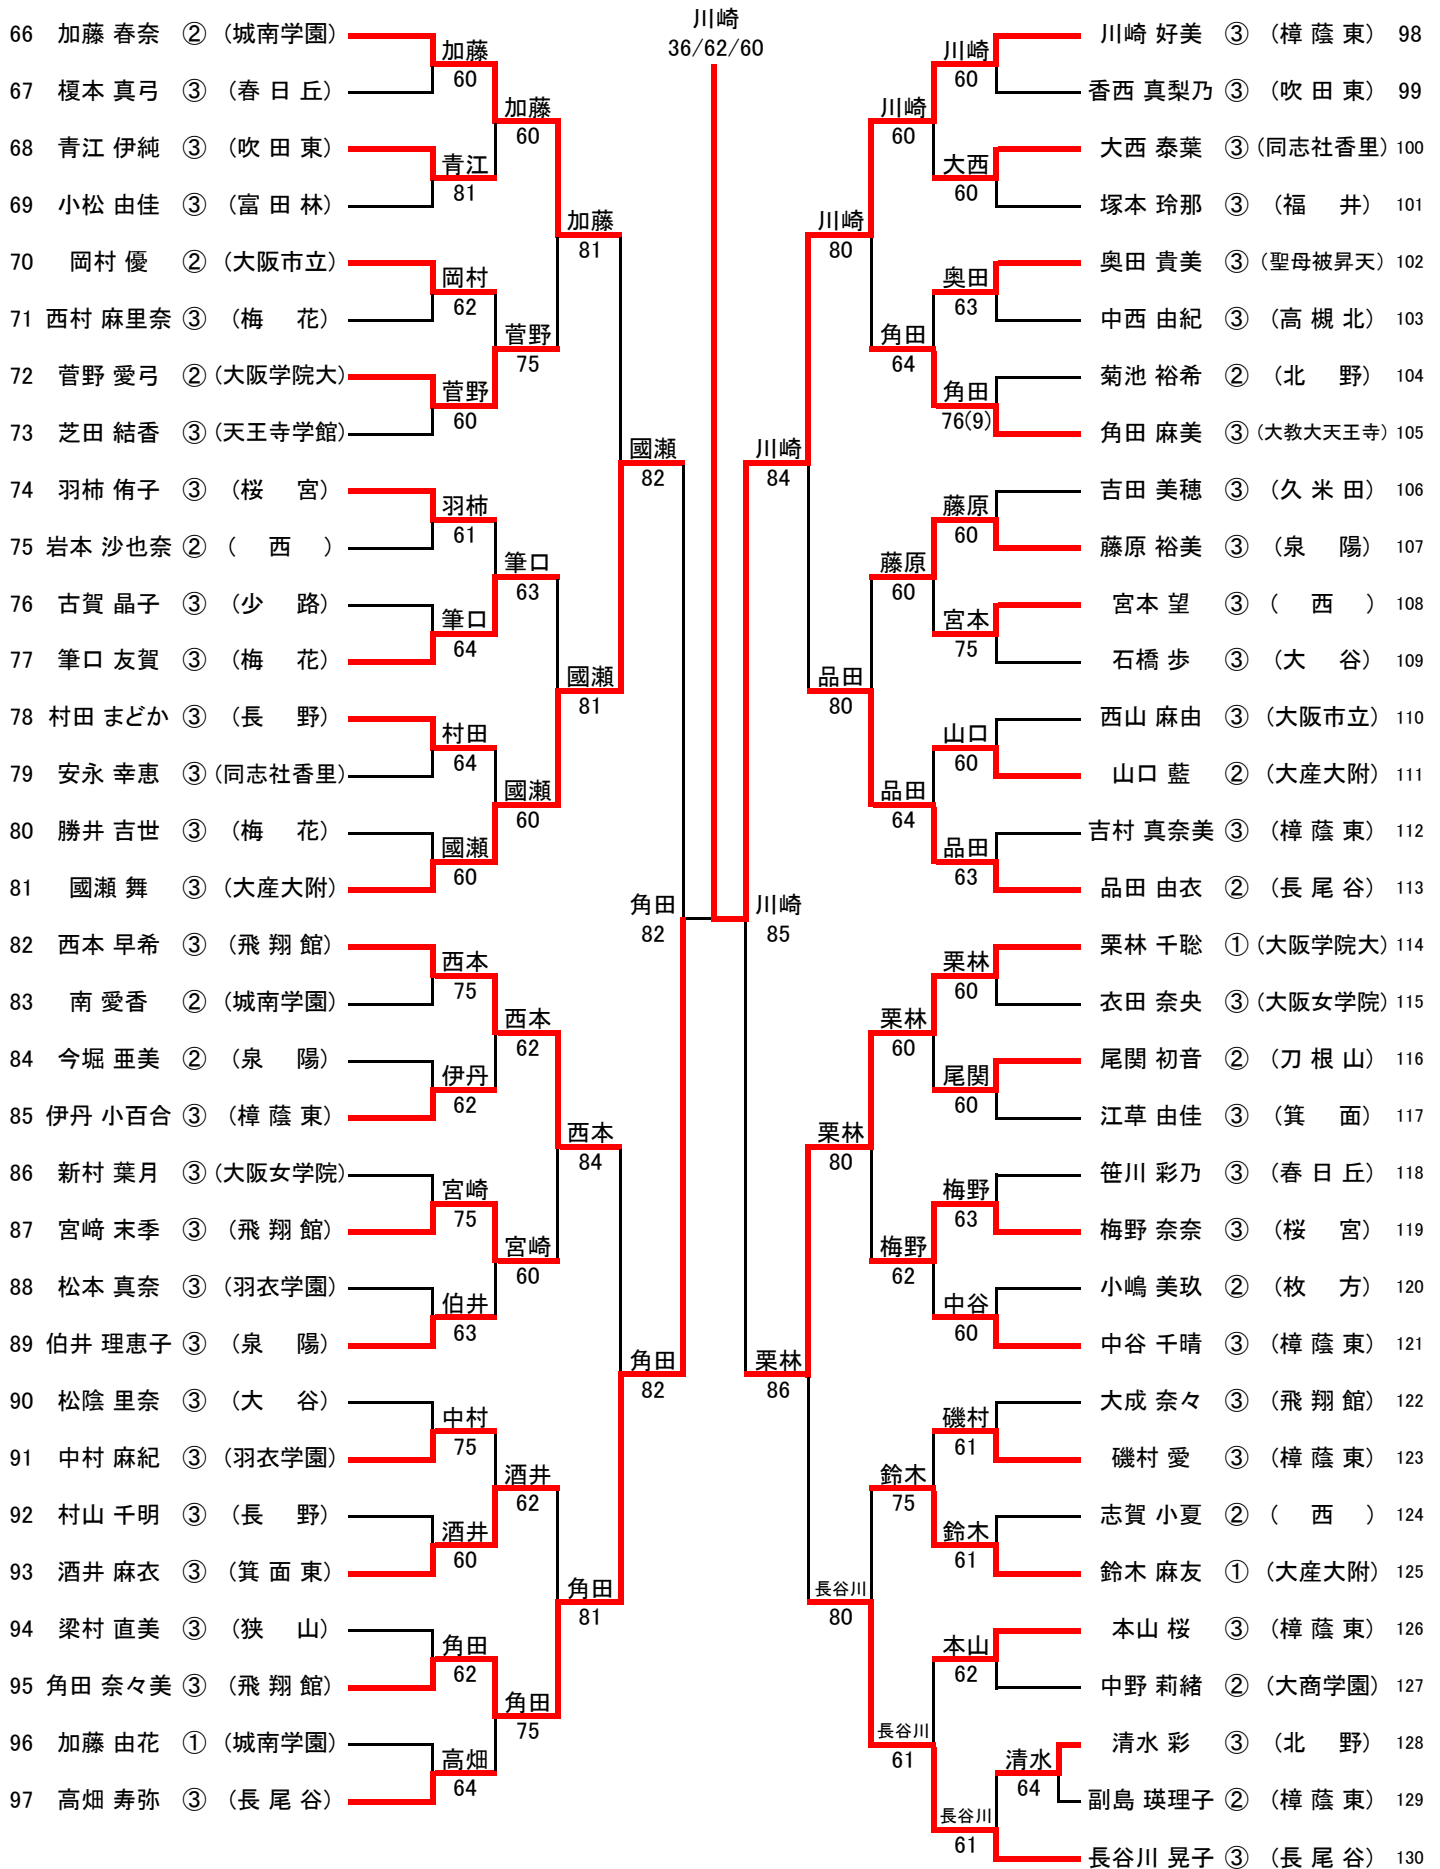 川崎
36/62/60
66 加藤 春奈 ② (城南学園)
67 榎本 真弓 ③ (春 日 丘)
68 青江 伊純 ③ (吹 田 東)
69 小松 由佳 ③ (富 田 林)
70 岡村 優 ② (大阪市立)
71 西村 麻里奈 ③ (梅 花)
72 菅野 愛弓 ② (大阪学院大)
73 芝田 結香 ③ (天王寺学館)
74 羽柿 侑子 ③ (桜 宮)
75 岩本 沙也奈 ② ( 西 )
76 古賀 晶子 ③ (少 路)
77 筆口 友賀 ③ (梅 花)
78 村田 まどか ③ (長 野)
79 安永 幸恵 ③ (同志社香里)
80 勝井 吉世 ③ (梅 花)
81 國瀬 舞 ③ (大産大附)
82 西本 早希 ③ (飛 翔 館)
83 南 愛香 ② (城南学園)
84 今堀 亜美 ② (泉 陽)
85 伊丹 小百合 ③ (樟 蔭 東)
86 新村 葉月 ③ (大阪女学院)
87 宮﨑 末季 ③ (飛 翔 館)
88 松本 真奈 ③ (羽衣学園)
89 伯井 理恵子 ③ (泉 陽)
90 松陰 里奈 ③ (大 谷)
91 中村 麻紀 ③ (羽衣学園)
92 村山 千明 ③ (長 野)
93 酒井 麻衣 ③ (箕 面 東)
94 梁村 直美 ③ (狭 山)
95 角田 奈々美 ③ (飛 翔 館)
96 加藤 由花 ① (城南学園)
97 高畑 寿弥 ③ (長 尾 谷)
加藤
60
青江
81
岡村
62
菅野
60
羽柿
61
筆口
64
村田
64
國瀬
60
西本
75
伊丹
62
宮崎
75
伯井
63
中村
75
酒井
60
角田
62
高畑
64
加藤
60
菅野
75
筆口
63
國瀬
60
西本
62
宮崎
60
酒井
62
角田
75
加藤
81
國瀬
81
西本
84
角田
81
國瀬
82
角田
82
角田
82
川崎
85
川崎
84
栗林
86
川崎
80
品田
80
栗林
80
長谷川
80
川崎
60
角田
64
藤原
60
品田
64
栗林
60
梅野
62
鈴木
75
長谷川
61
川崎
60
大西
60
奥田
63
角田
76(9)
藤原
60
宮本
75
山口
60
品田
63
栗林
60
尾関
60
梅野
63
中谷
60
磯村
61
鈴木
61
本山
62
長谷川
61
清水
64
川崎 好美 ③ (樟 蔭 東) 98
香西 真梨乃 ③ (吹 田 東) 99
大西 泰葉 ③ (同志社香里) 100
塚本 玲那 ③ (福 井) 101
奥田 貴美 ③ (聖母被昇天) 102
中西 由紀 ③ (高 槻 北) 103
菊池 裕希 ② (北 野) 104
角田 麻美 ③ (大教大天王寺) 105
吉田 美穂 ③ (久 米 田) 106
藤原 裕美 ③ (泉 陽) 107
宮本 望 ③ ( 西 ) 108
石橋 歩 ③ (大 谷) 109
西山 麻由 ③ (大阪市立) 110
山口 藍 ② (大産大附) 111
吉村 真奈美 ③ (樟 蔭 東) 112
品田 由衣 ② (長 尾 谷) 113
栗林 千聡 ① (大阪学院大) 114
衣田 奈央 ③ (大阪女学院) 115
尾関 初音 ② (刀 根 山) 116
江草 由佳 ③ (箕 面) 117
笹川 彩乃 ③ (春 日 丘) 118
梅野 奈奈 ③ (桜 宮) 119
小嶋 美玖 ② (枚 方) 120
中谷 千晴 ③ (樟 蔭 東) 121
大成 奈々 ③ (飛 翔 館) 122
磯村 愛 ③ (樟 蔭 東) 123
志賀 小夏 ② ( 西 ) 124
鈴木 麻友 ① (大産大附) 125
本山 桜 ③ (樟 蔭 東) 126
中野 莉緒 ② (大商学園) 127
清水 彩 ③ (北 野) 128
副島 瑛理子 ② (樟 蔭 東) 129
長谷川 晃子 ③ (長 尾 谷) 130